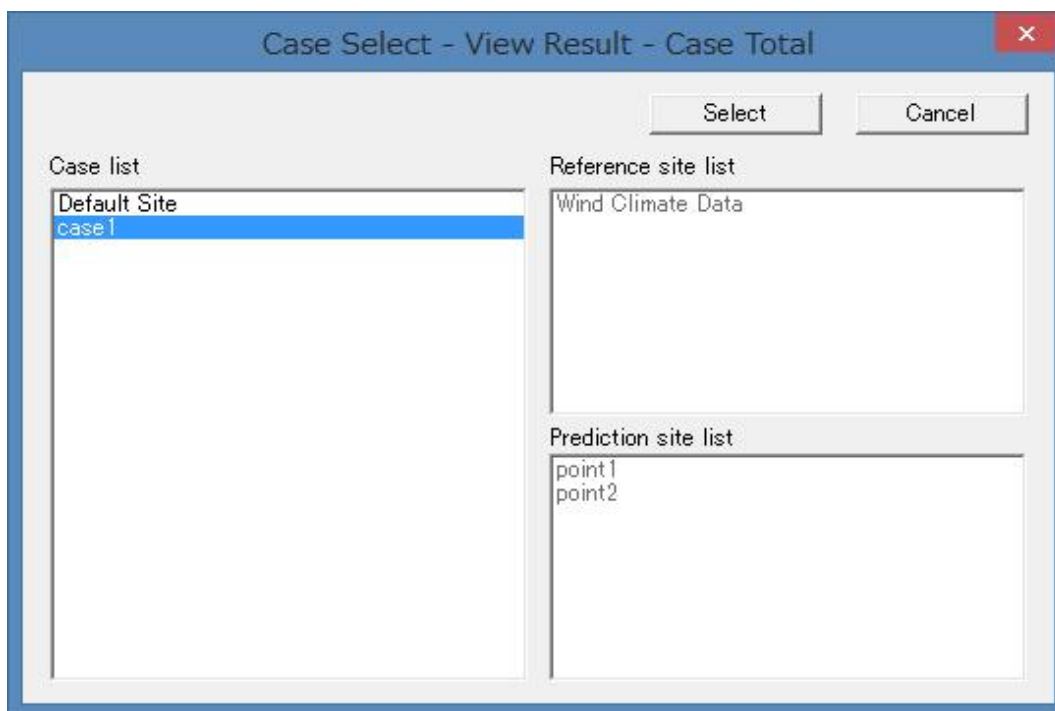 Case Select - View Result - Case Total
Select
Cancel
Case list
Default Site
case1
Reference site list
Wind Climate Data
Prediction site list
point1
point2